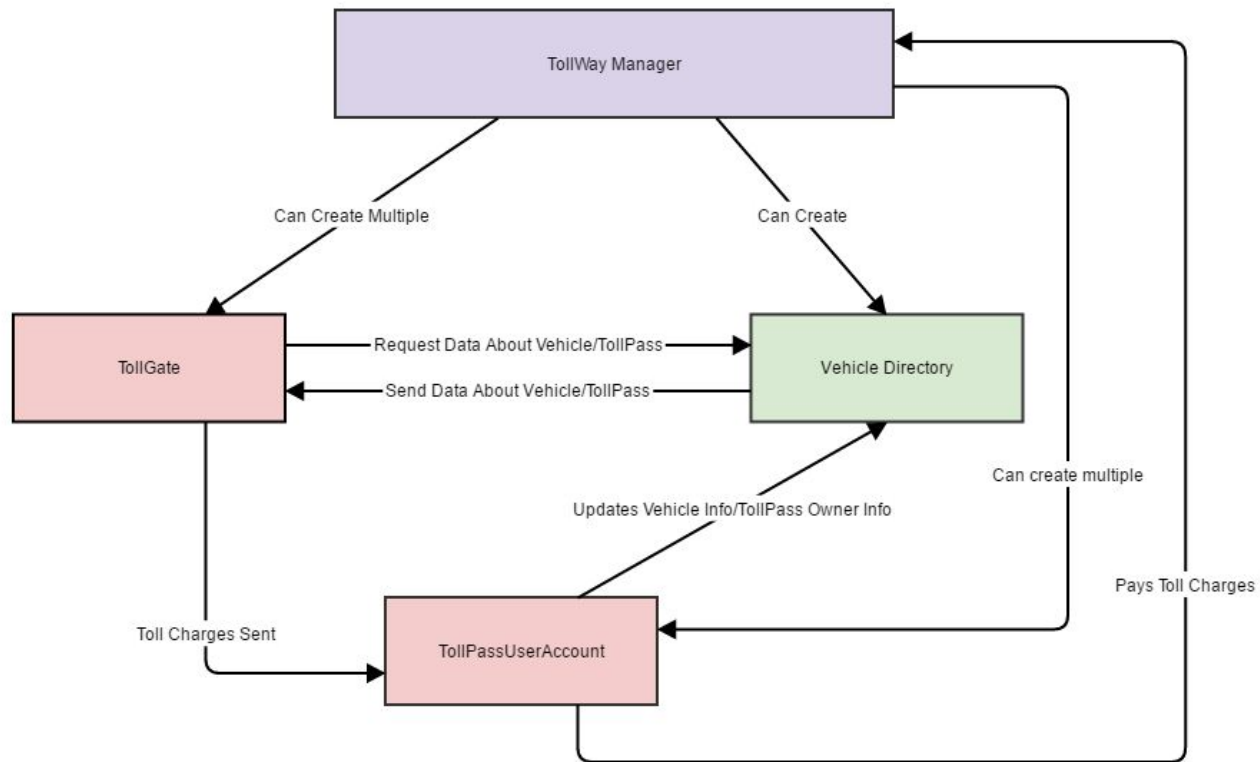 TollWay Manager
Can Create Multiple
Can Create
TollGate
Request Data About Vehicle/TollPass
Send Data About Vehicle/TollPass
Vehicle Directory
Can create multiple
Updates Vehicle Info/TollPass Owner Info
Pays Toll Charges
Toll Charges Sent
TollPassUserAccount